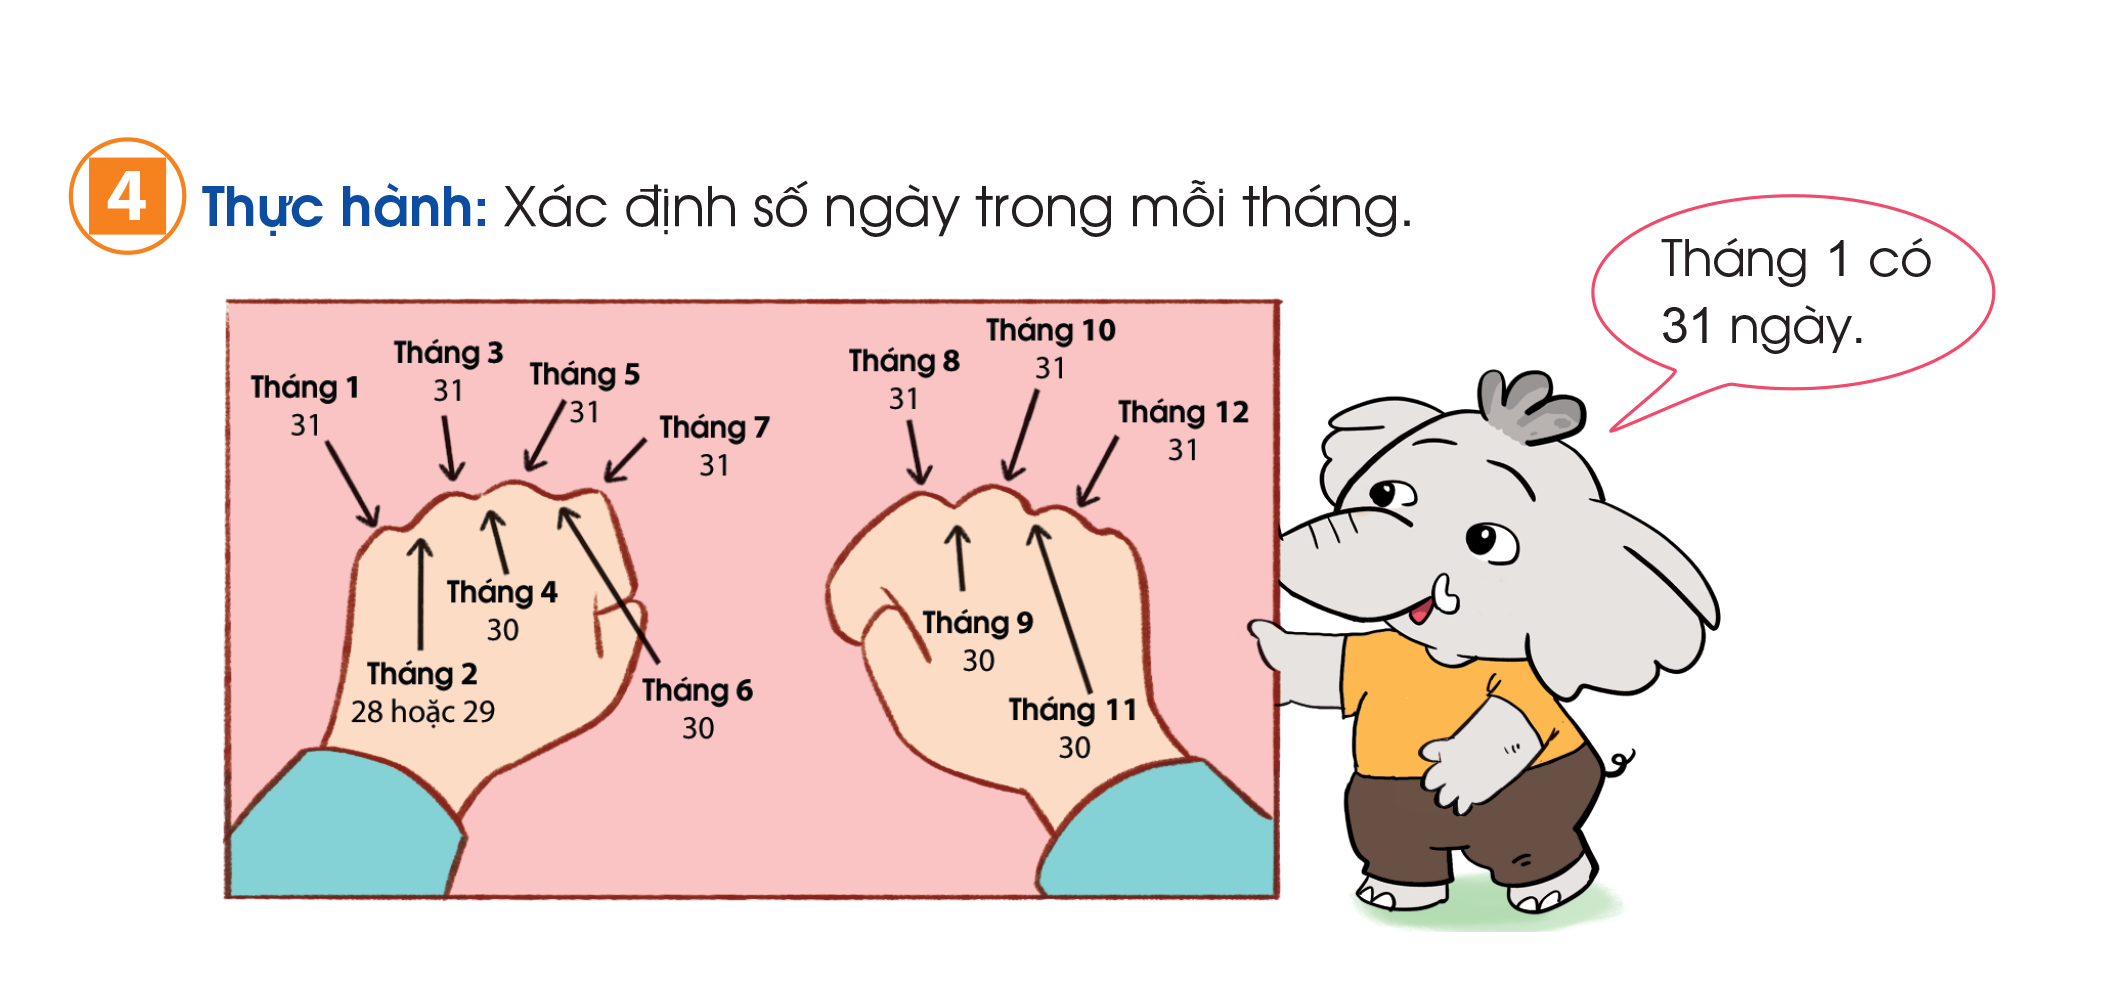 4 Thực hành: Xác định số ngày trong mỗi tháng.
Tháng 1 có
31 ngày.
Tháng 1
31
Tháng 3
31
Tháng 5
31
Tháng 7
31
Tháng 2
28 hoặc 29
Tháng 4
30
Tháng 6
30
Tháng 8
31
Tháng 10
31
Tháng 12
31
Tháng 9
30
Tháng 11
30